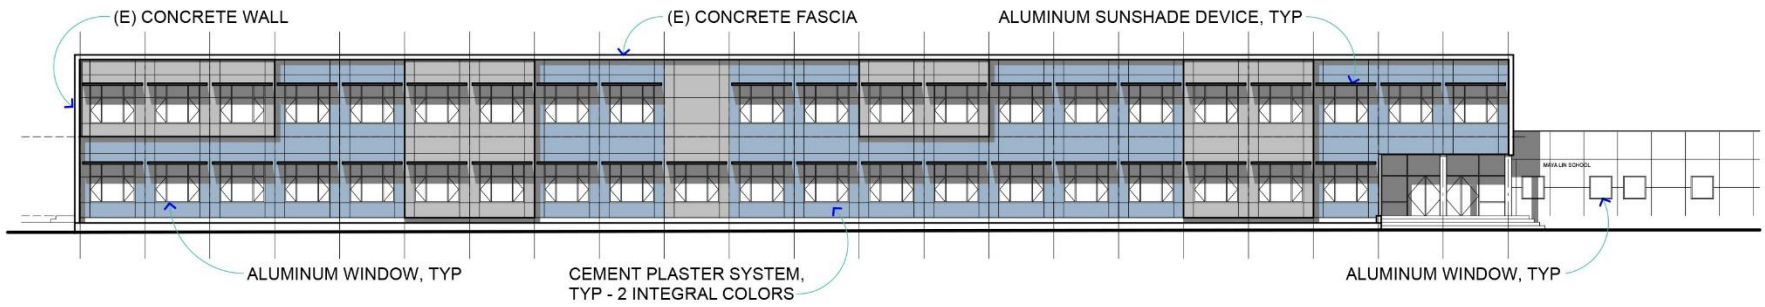 (E) CONCRETE WALL
(E) CONCRETE FASCIA
ALUMINUM SUNSHADE DEVICE, TYP
MAYA LIN SCHOOL
ALUMINUM WINDOW, TYP
CEMENT PLASTER SYSTEM,
TYP - 2 INTEGRAL COLORS
ALUMINUM WINDOW, TYP